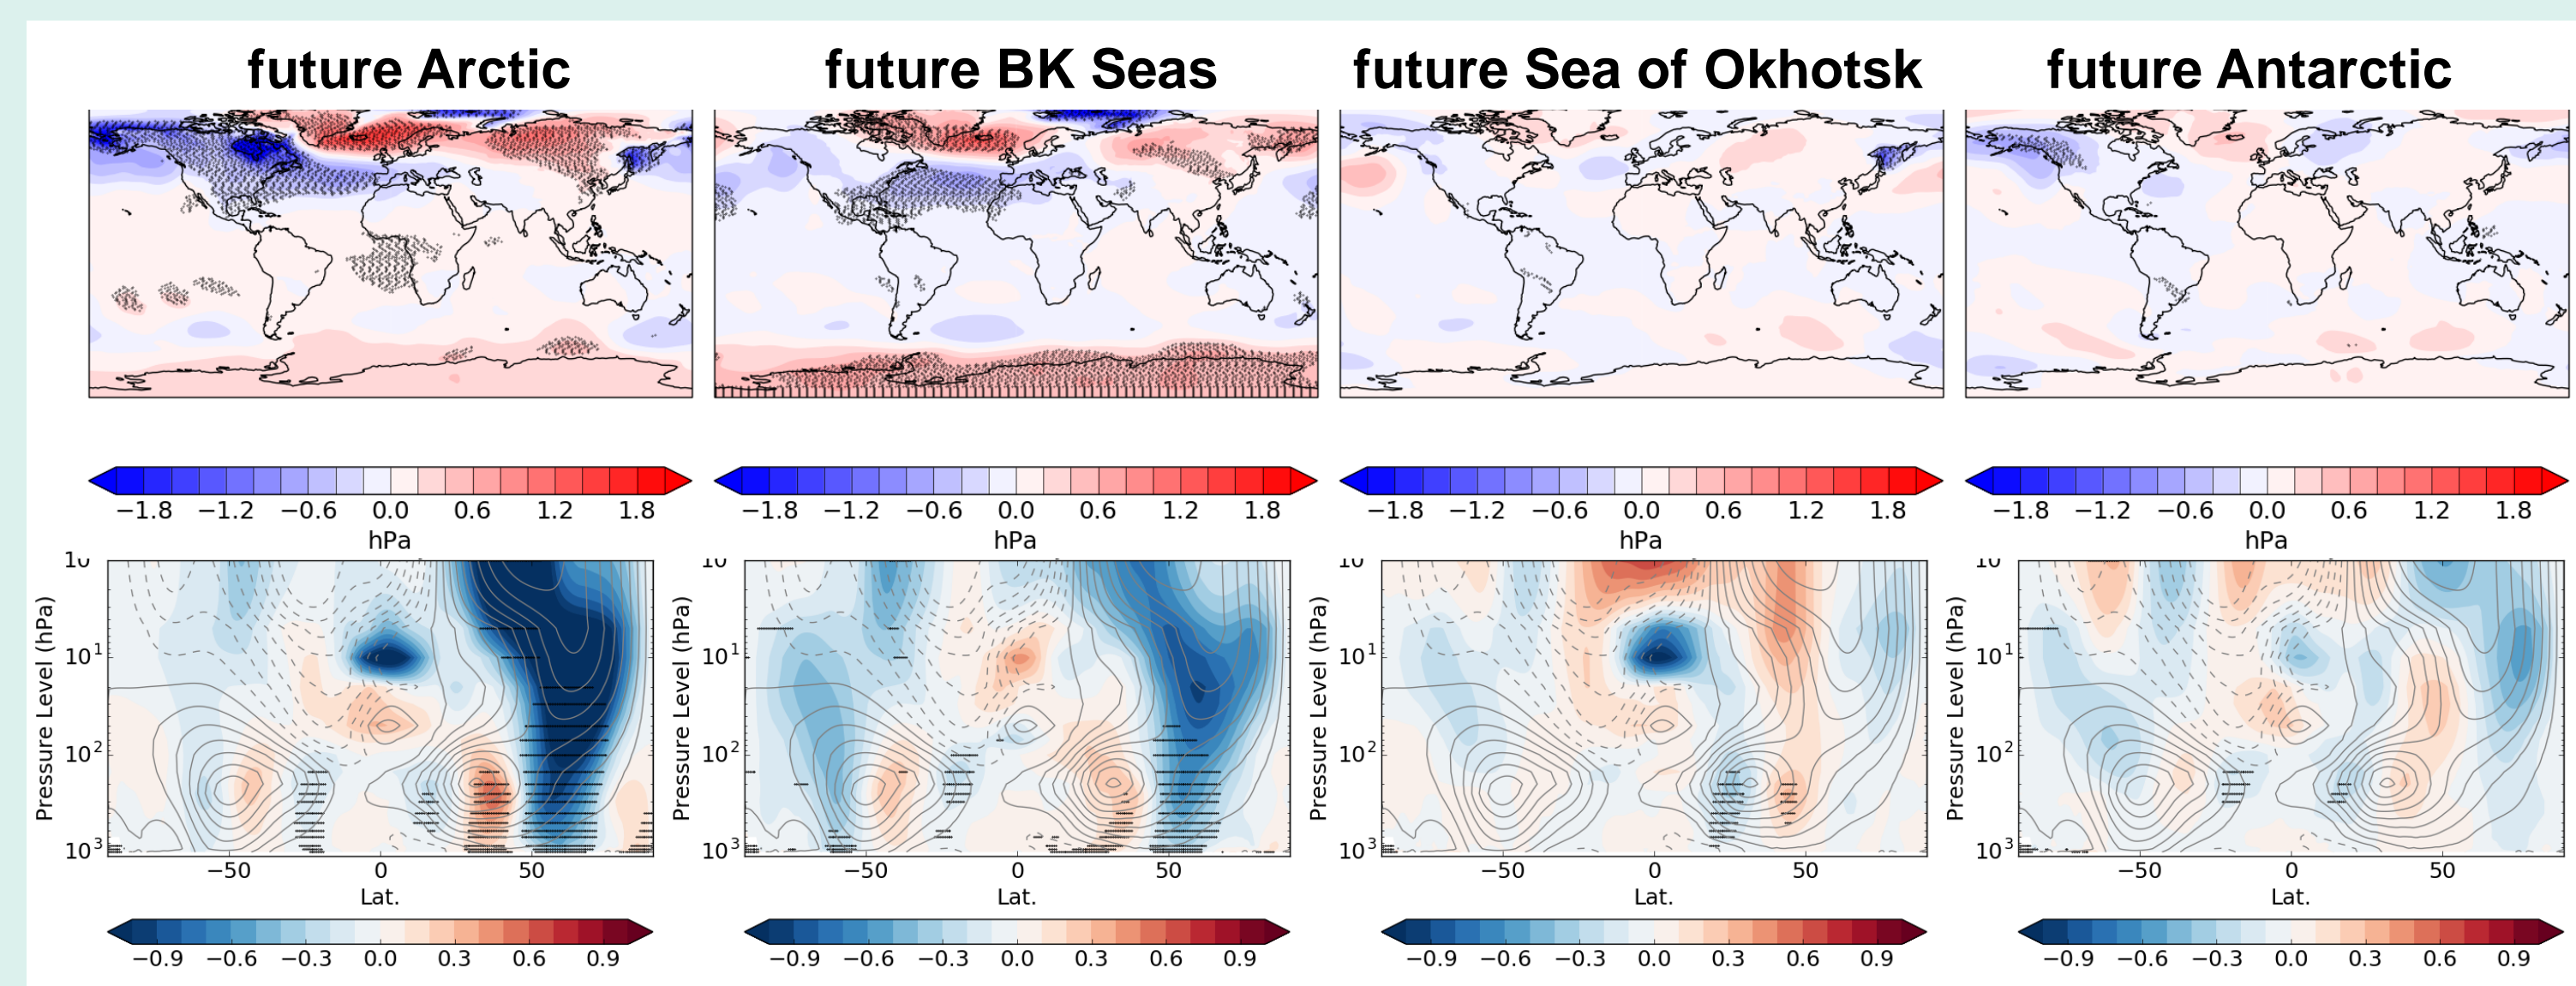 future Arctic future BK Seas future Sea of Okhotsk future Antarctic
−1.8 −1.2 −0.6 0.0 0.6 1.2 1.8 −1.8 −1.2 −0.6 0.0 0.6 1.2 1.8 −1.8 −1.2 −0.6 0.0 0.6 1.2 1.8 −1.8 −1.2 −0.6 0.0 0.6 1.2 1.8
hPa hPa hPa hPa
Pressure Level (hPa) Pressure Level (hPa) Pressure Level (hPa) Pressure Level (hPa)
10¹ 10¹ 10¹ 10¹
10² 10² 10² 10²
10³ 10³ 10³ 10³
−50 0 50 −50 0 50 −50 0 50 −50 0 50
Lat. Lat. Lat. Lat.
−0.9 −0.6 −0.3 0.0 0.3 0.6 0.9 −0.9 −0.6 −0.3 0.0 0.3 0.6 0.9 −0.9 −0.6 −0.3 0.0 0.3 0.6 0.9 −0.9 −0.6 −0.3 0.0 0.3 0.6 0.9